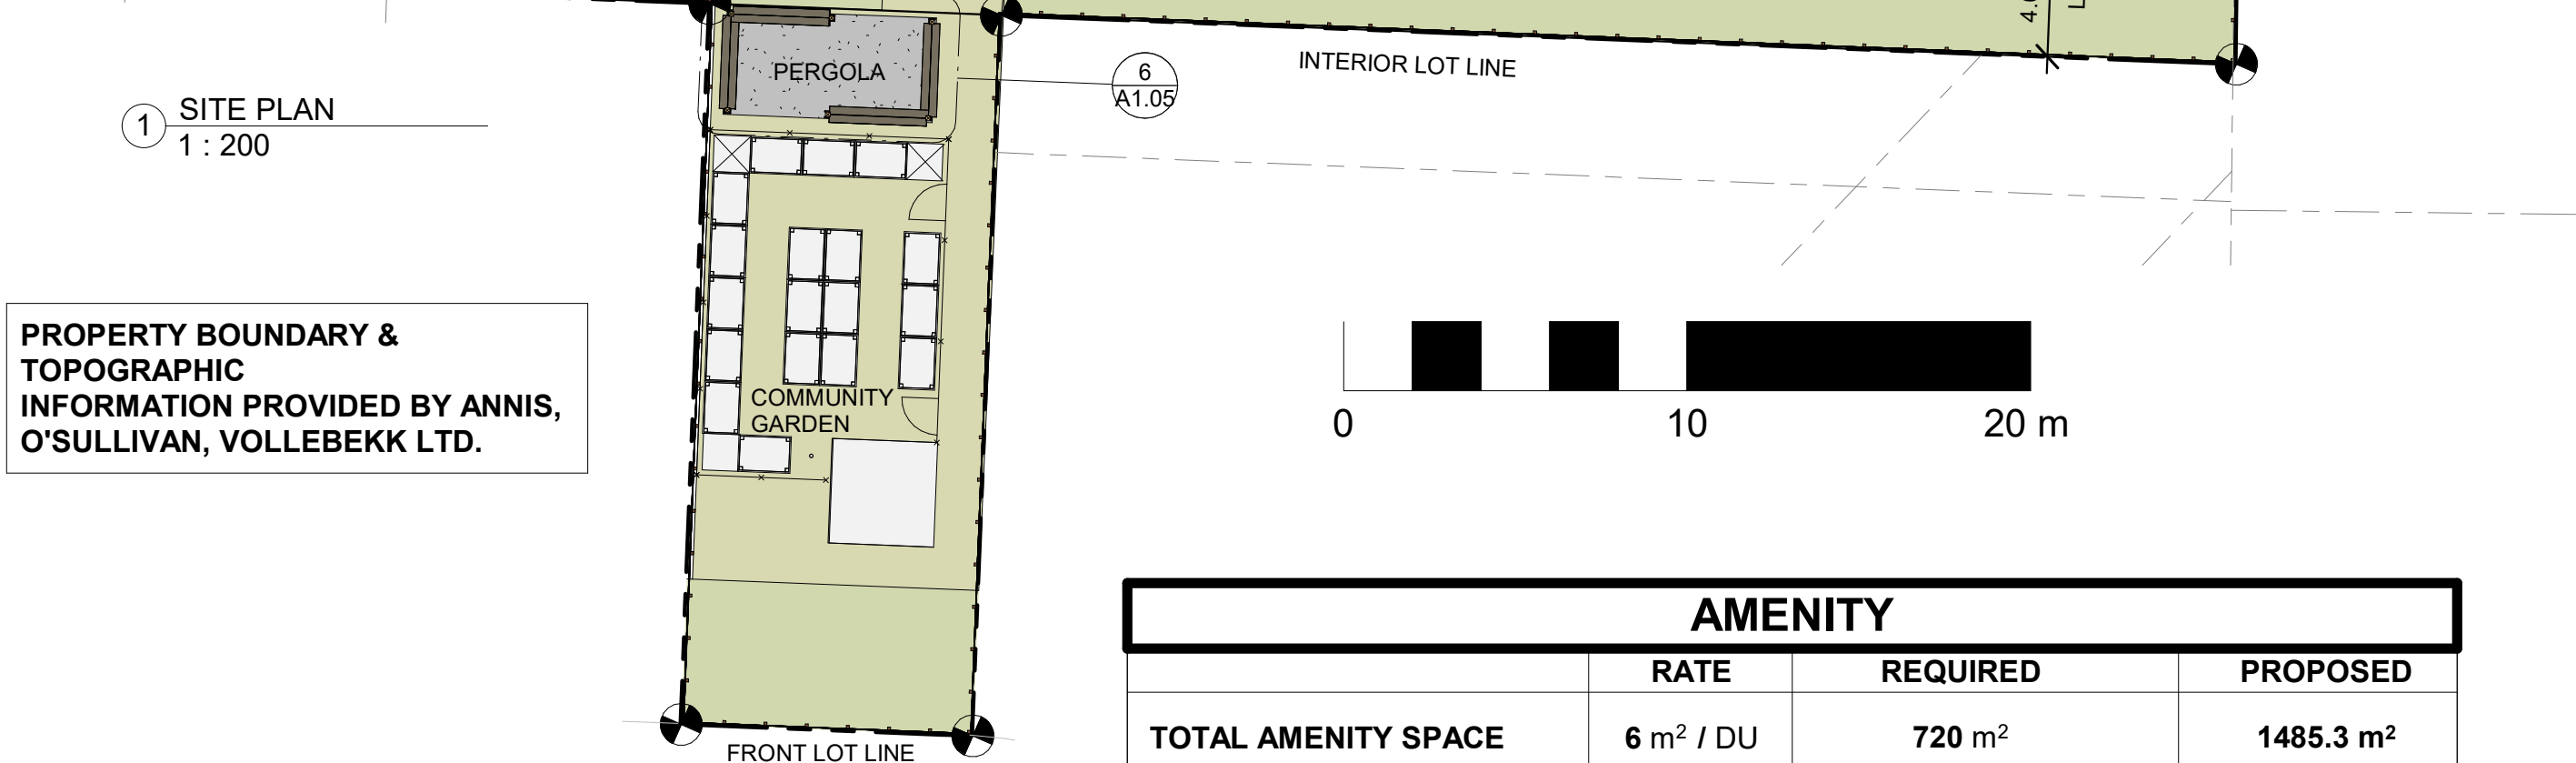 PERGOLA
6
A1.05
INTERIOR LOT LINE
1
SITE PLAN
1 : 200
PROPERTY BOUNDARY &
TOPOGRAPHIC
INFORMATION PROVIDED BY ANNIS,
O'SULLIVAN, VOLLEBEKK LTD.
COMMUNITY
GARDEN
0 10 20 m
AMENITY
RATE REQUIRED PROPOSED
TOTAL AMENITY SPACE 6 m² / DU 720 m² 1485.3 m²
FRONT LOT LINE